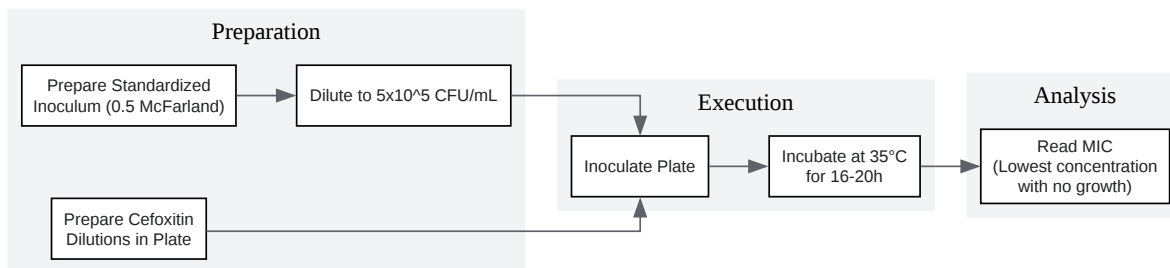 Preparation
Prepare Standardized
Inoculum (0.5 McFarland)
Dilute to 5x10^5 CFU/mL
Prepare Cefoxitin
Dilutions in Plate
Execution
Inoculate Plate
Incubate at 35°C
for 16-20h
Analysis
Read MIC
(Lowest concentration
with no growth)